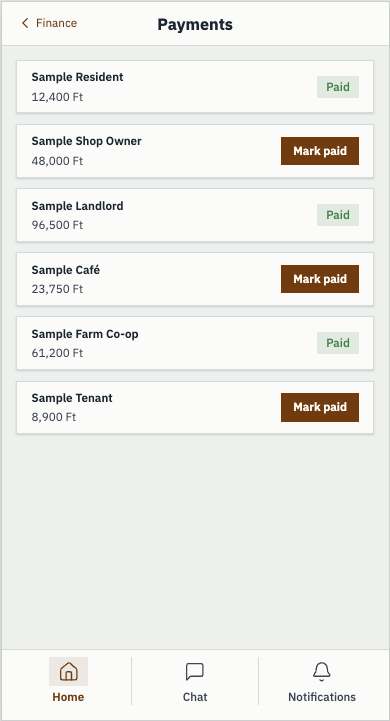 Finance
Payments
Sample Resident
12,400 Ft
Paid
Sample Shop Owner
48,000 Ft
Mark paid
Sample Landlord
96,500 Ft
Paid
Sample Café
23,750 Ft
Mark paid
Sample Farm Co-op
61,200 Ft
Paid
Sample Tenant
8,900 Ft
Mark paid
Home
Chat
Notifications